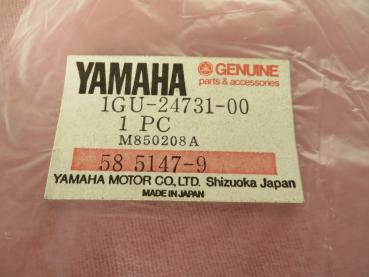 YAMAHA GENUINE
parts & accessories
1GU-24731-00
1 PC
M850208A
58 5147-9
YAMAHA MOTOR CO., LTD. Shizuoka Japan
MADE IN JAPAN